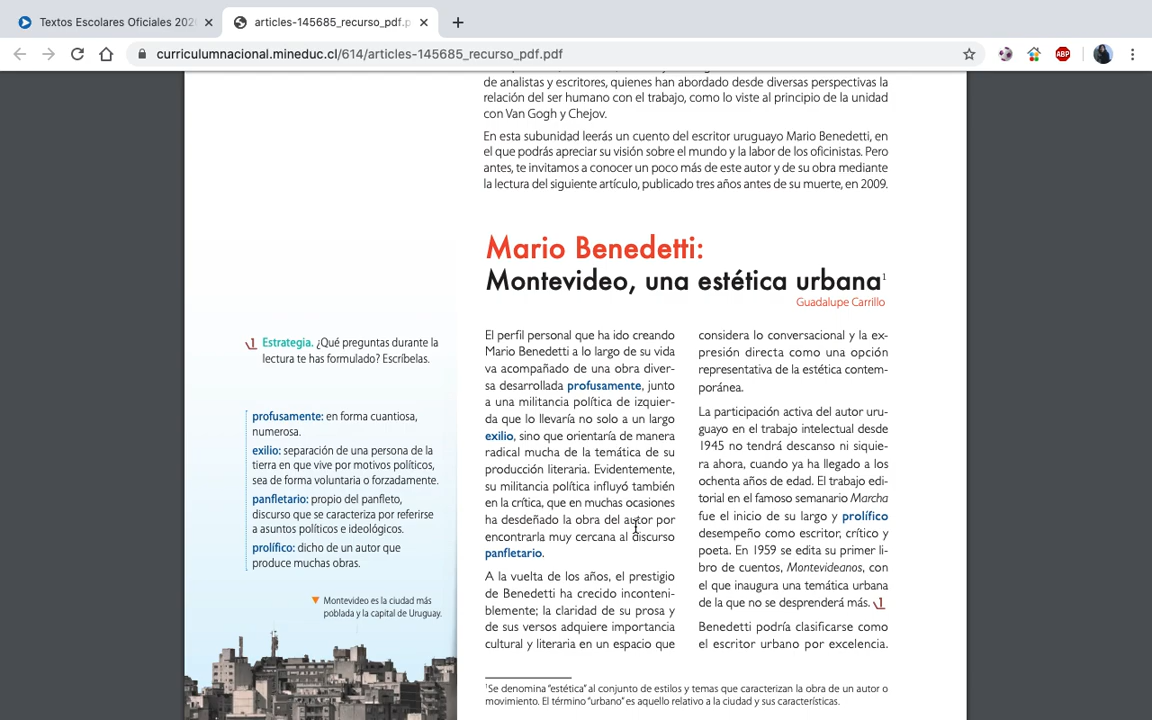 Textos Escolares Oficiales 202
articles-145685_recurso_pdf.p
curriculumnacional.mineduc.cl/614/articles-145685_recurso_pdf.pdf
ABP
de analistas y escritores, quienes han abordado desde diversas perspectivas la
relación del ser humano con el trabajo, como lo viste al principio de la unidad
con Van Gogh y Chejov.
En esta subunidad leerás un cuento del escritor uruguayo Mario Benedetti, en
el que podrás apreciar su visión sobre el mundo y la labor de los oficinistas. Pero
antes, te invitamos a conocer un poco más de este autor y de su obra mediante
la lectura del siguiente artículo, publicado tres años antes de su muerte, en 2009.
Mario Benedetti:
Montevideo, una estética urbana¹
Guadalupe Carrillo
1 Estrategia. ¿Qué preguntas durante la
lectura te has formulado? Escríbelas.
profusamente: en forma cuantiosa,
numerosa.
exilio: separación de una persona de la
tierra en que vive por motivos políticos,
sea de forma voluntaria o forzadamente.
panfletario: propio del panfleto,
discurso que se caracteriza por referirse
a asuntos políticos e ideológicos.
prolífico: dicho de un autor que
produce muchas obras.
Montevideo es la ciudad más
poblada y la capital de Uruguay.
El perfil personal que ha ido creando
Mario Benedetti a lo largo de su vida
va acompañado de una obra diver-
sa desarrollada profusamente, junto
a una militancia política de izquier-
da que lo llevaría no solo a un largo
exilio, sino que orientaría de manera
radical mucha de la temática de su
producción literaria. Evidentemente,
su militancia política influyó también
en la crítica, que en muchas ocasiones
ha desdeñado la obra del autor por
encontrarla muy cercana al discurso
panfletario.
A la vuelta de los años, el prestigio
de Benedetti ha crecido inconteni-
blemente; la claridad de su prosa y
de sus versos adquiere importancia
cultural y literaria en un espacio que
considera lo conversacional y la ex-
presión directa como una opción
representativa de la estética contem-
poránea.
La participación activa del autor uru-
guayo en el trabajo intelectual desde
1945 no tendrá descanso ni siquie-
ra ahora, cuando ya ha llegado a los
ochenta años de edad. El trabajo edi-
torial en el famoso semanario Marcha
fue el inicio de su largo y prolífico
desempeño como escritor, crítico y
poeta. En 1959 se edita su primer li-
bro de cuentos, Montevideanos, con
el que inaugura una temática urbana
de la que no se desprenderá más. 1
Benedetti podría clasificarse como
el escritor urbano por excelencia.
¹Se denomina “estética” al conjunto de estilos y temas que caracterizan la obra de un autor o
movimiento. El término “urbano” es aquello relativo a la ciudad y sus características.